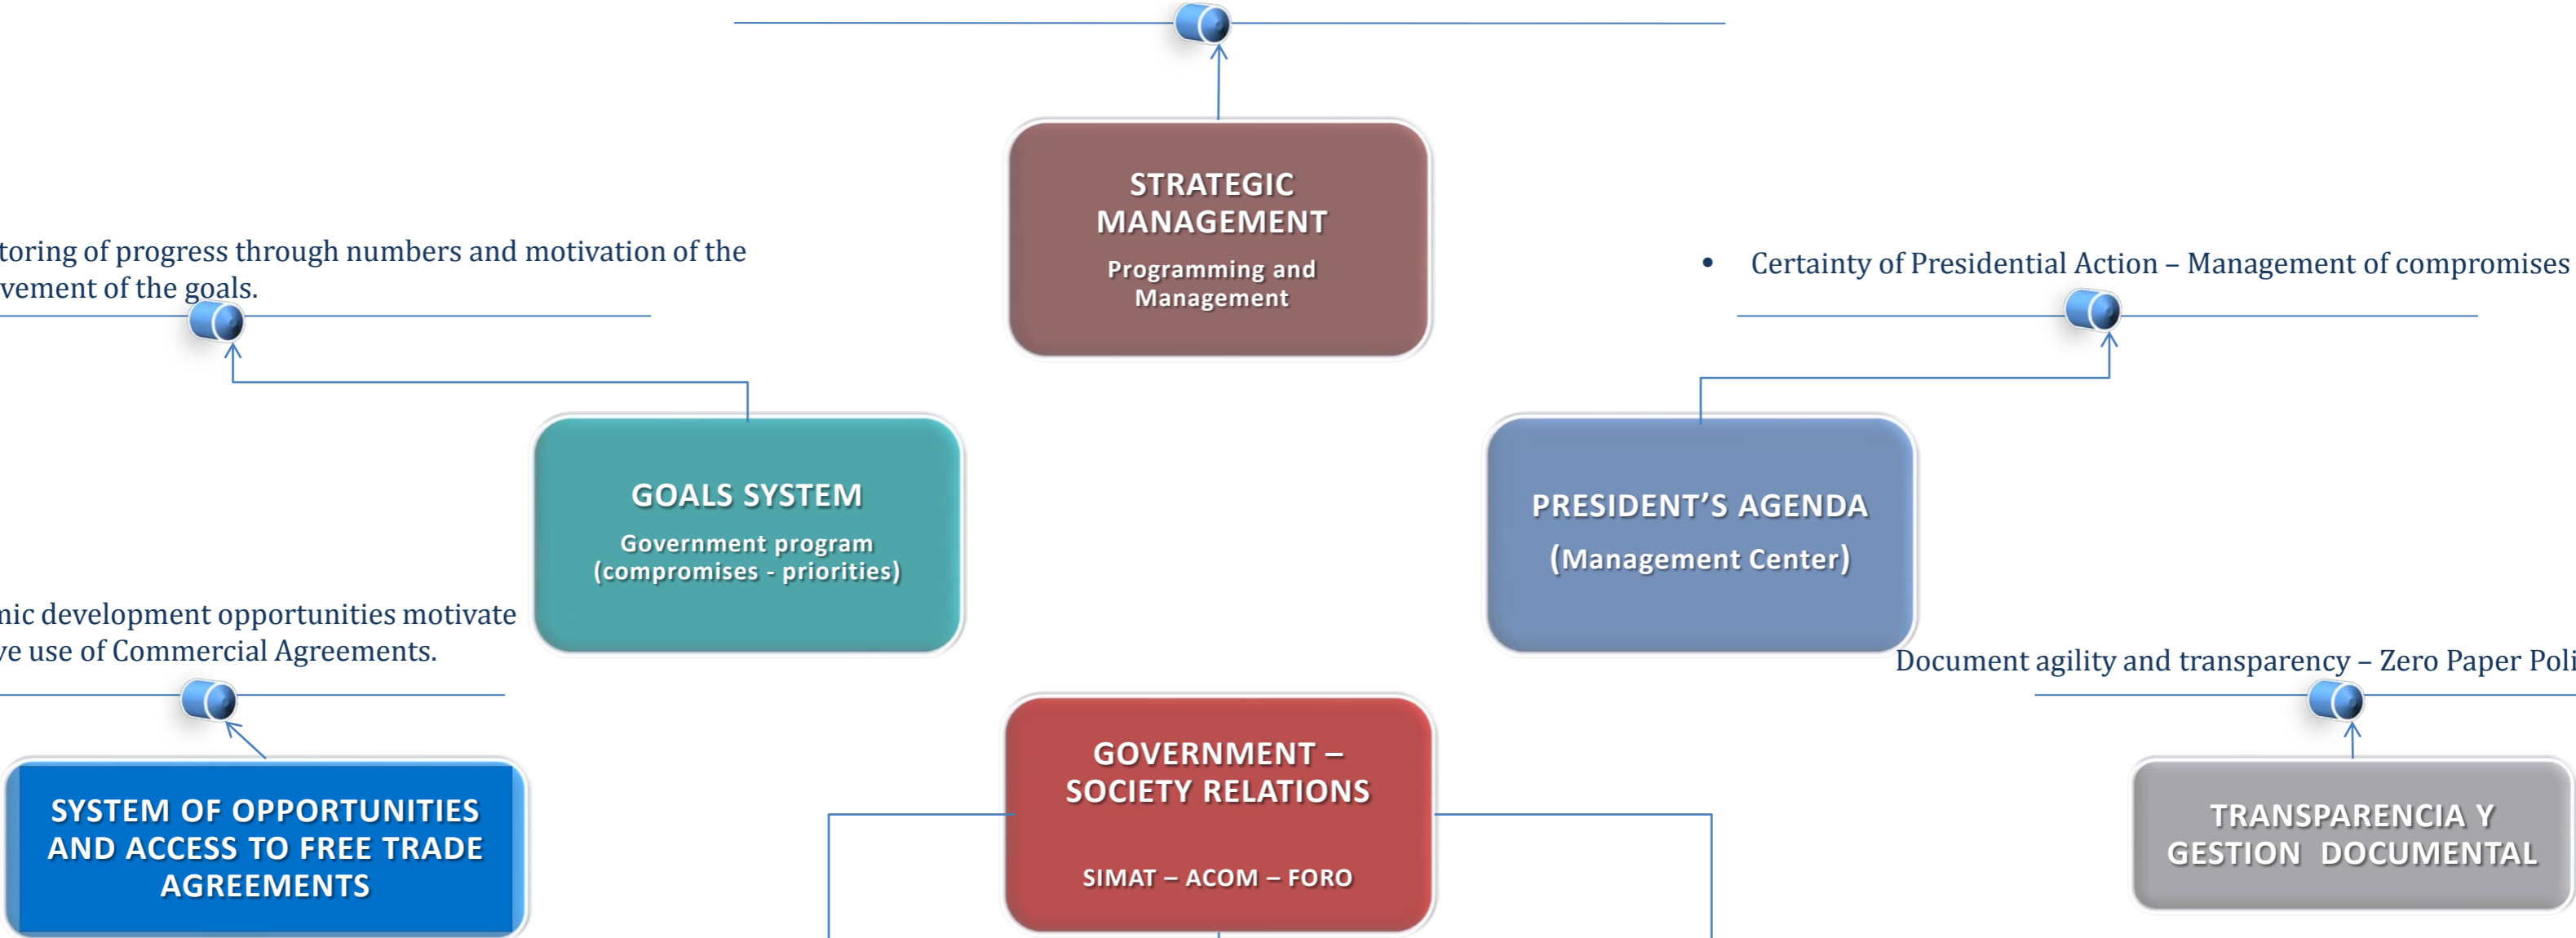 STRATEGIC
MANAGEMENT
Programming and
Management
toring of progress through numbers and motivation of the
vement of the goals.
• Certainty of Presidential Action – Management of compromises
GOALS SYSTEM
Government program
(compromises - priorities)
PRESIDENT’S AGENDA
(Management Center)
mic development opportunities motivate
ve use of Commercial Agreements.
Document agility and transparency – Zero Paper Poli
GOVERNMENT –
SOCIETY RELATIONS
SIMAT – ACOM – FORO
SYSTEM OF OPPORTUNITIES
AND ACCESS TO FREE TRADE
AGREEMENTS
TRANSPARENCIA Y
GESTION DOCUMENTAL